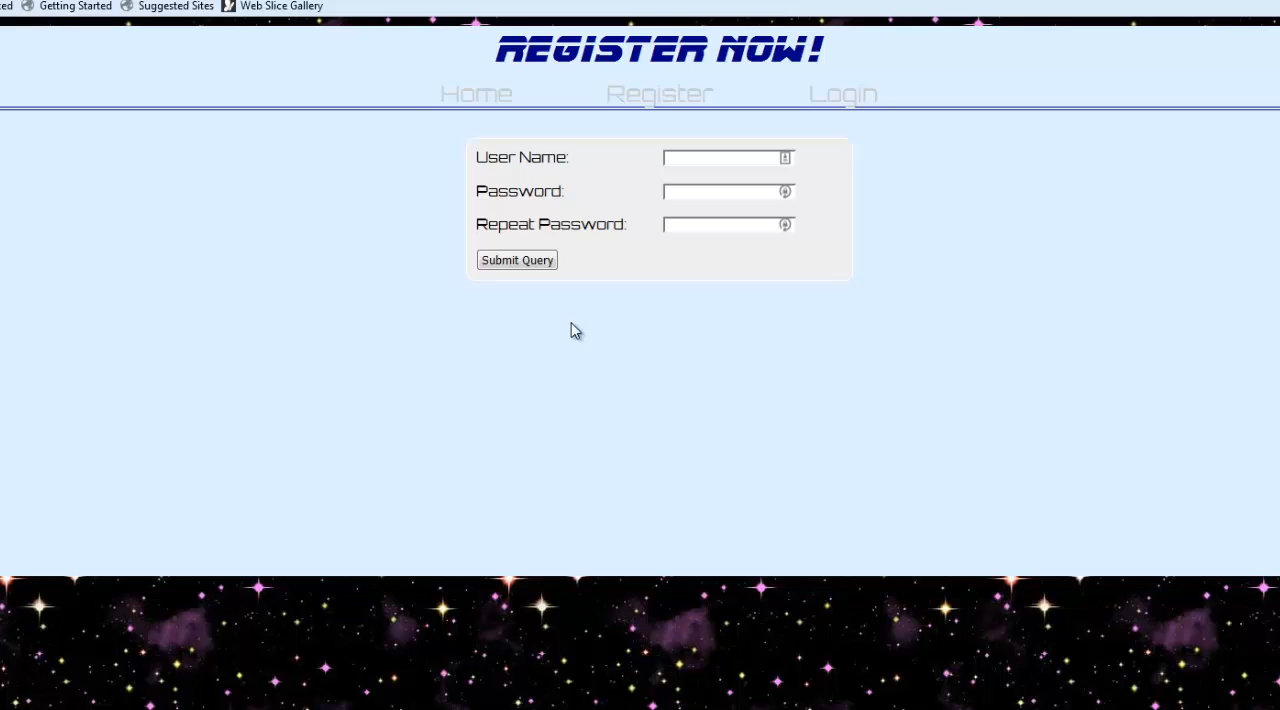 ed Getting Started Suggested Sites Web Slice Gallery
REGISTER NOW!
Home Register Login
User Name:
Password:
Repeat Password:
Submit Query